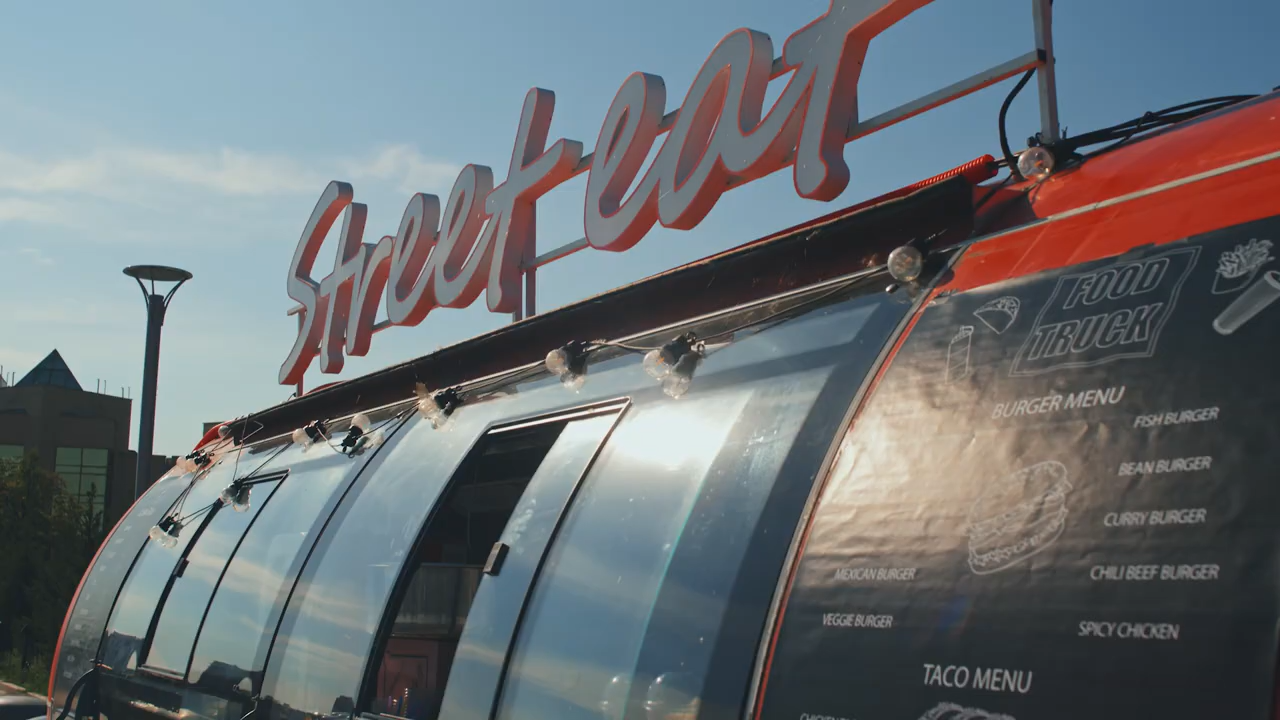 Street eat
FOOD
TRUCK
BURGER MENU
FISH BURGER
BEAN BURGER
CURRY BURGER
MEXICAN BURGER
CHILI BEEF BURGER
VEGGIE BURGER
SPICY CHICKEN
TACO MENU